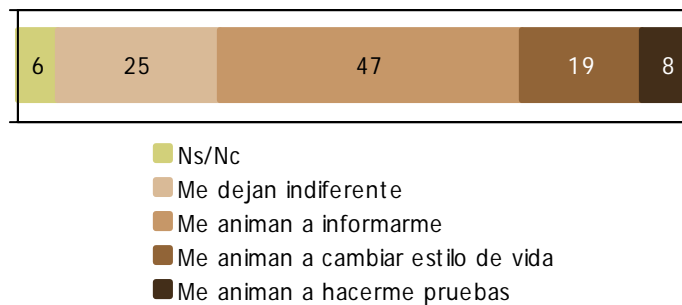 6 25 47 19 8
Ns/Nc
Me dejan indiferente
Me animan a informarme
Me animan a cambiar estilo de vida
Me animan a hacerme pruebas